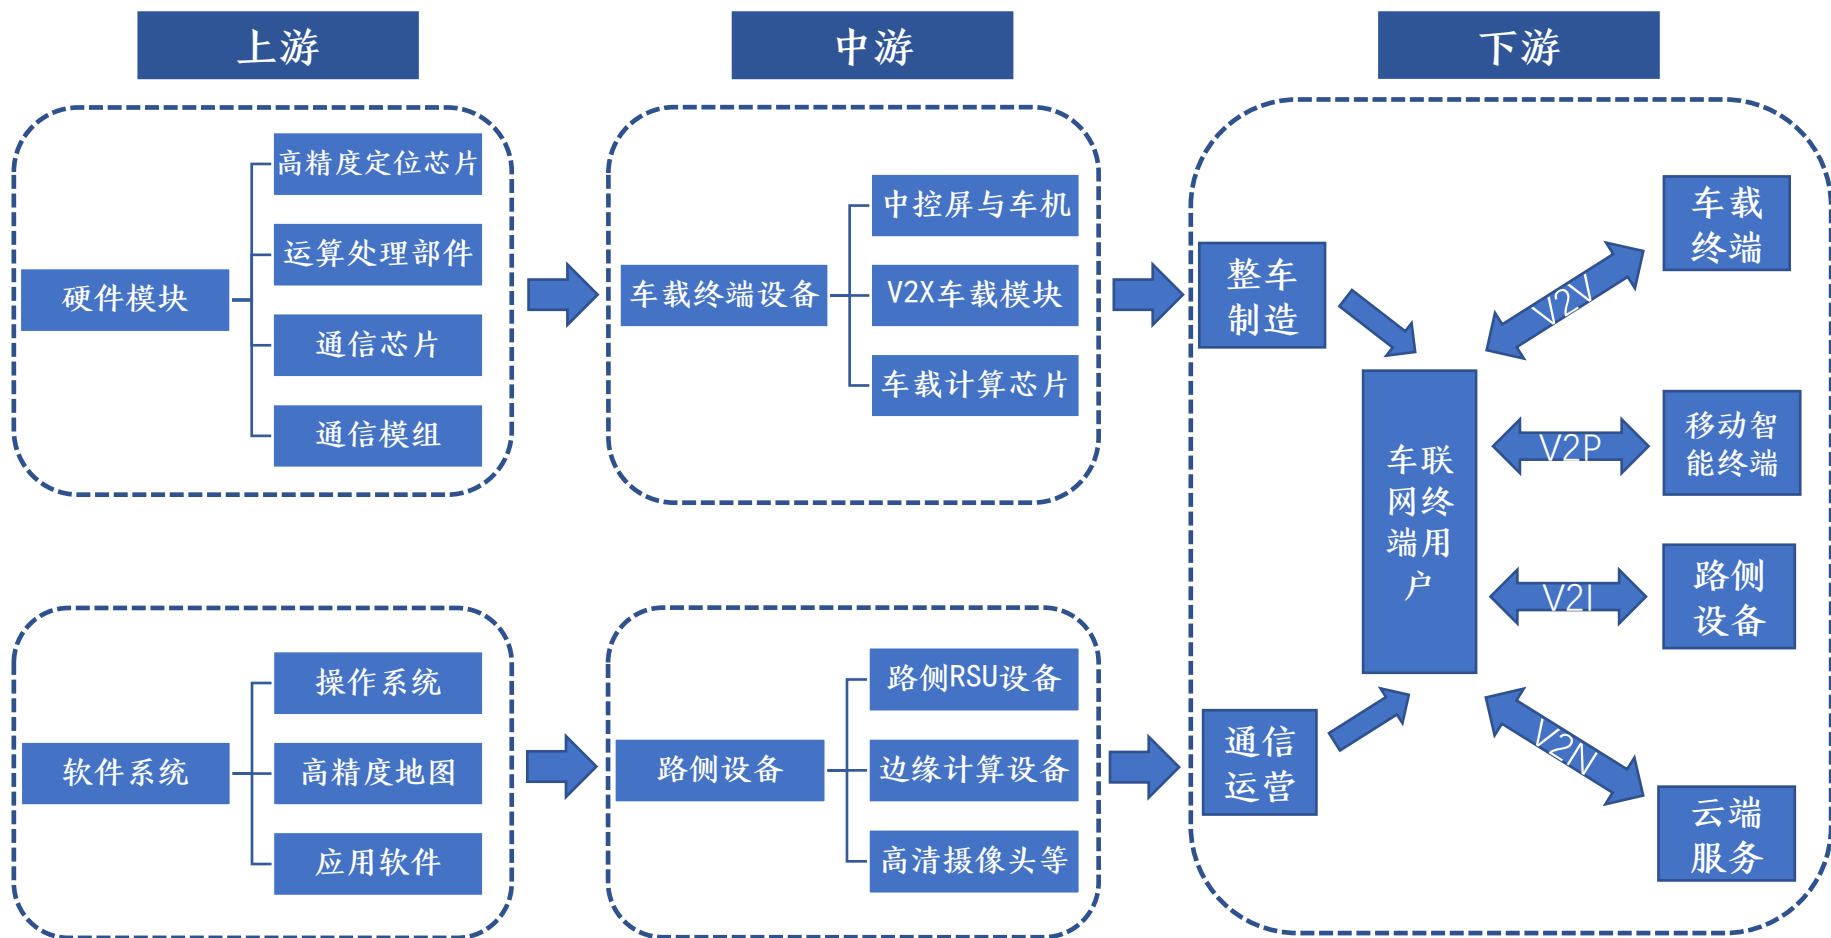 上游
中游
下游
硬件模块
高精度定位芯片
运算处理部件
通信芯片
通信模组
软件系统
操作系统
高精度地图
应用软件
车载终端设备
中控屏与车机
V2X车载模块
车载计算芯片
路侧设备
路侧RSU设备
边缘计算设备
高清摄像头等
整车
制造
通信
运营
车联
网终
端用
户
V2V
V2P
V2I
V2N
车载
终端
移动智
能终端
路侧
设备
云端
服务